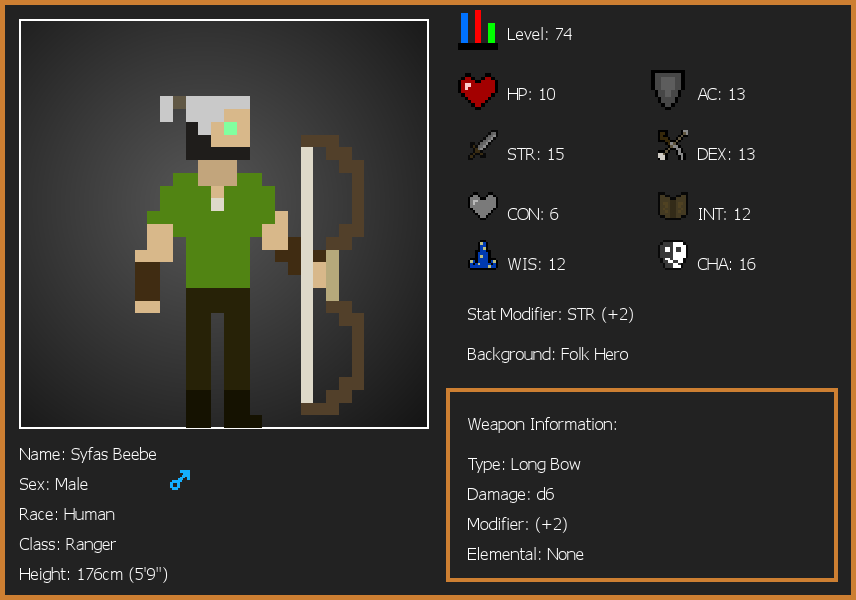 Level: 74
HP: 10
AC: 13
STR: 15
DEX: 13
CON: 6
INT: 12
WIS: 12
CHA: 16
Stat Modifier: STR (+2)
Background: Folk Hero
Weapon Information:
Type: Long Bow
Damage: d6
Modifier: (+2)
Elemental: None
Name: Syfas Beebe
Sex: Male
Race: Human
Class: Ranger
Height: 176cm (5'9")